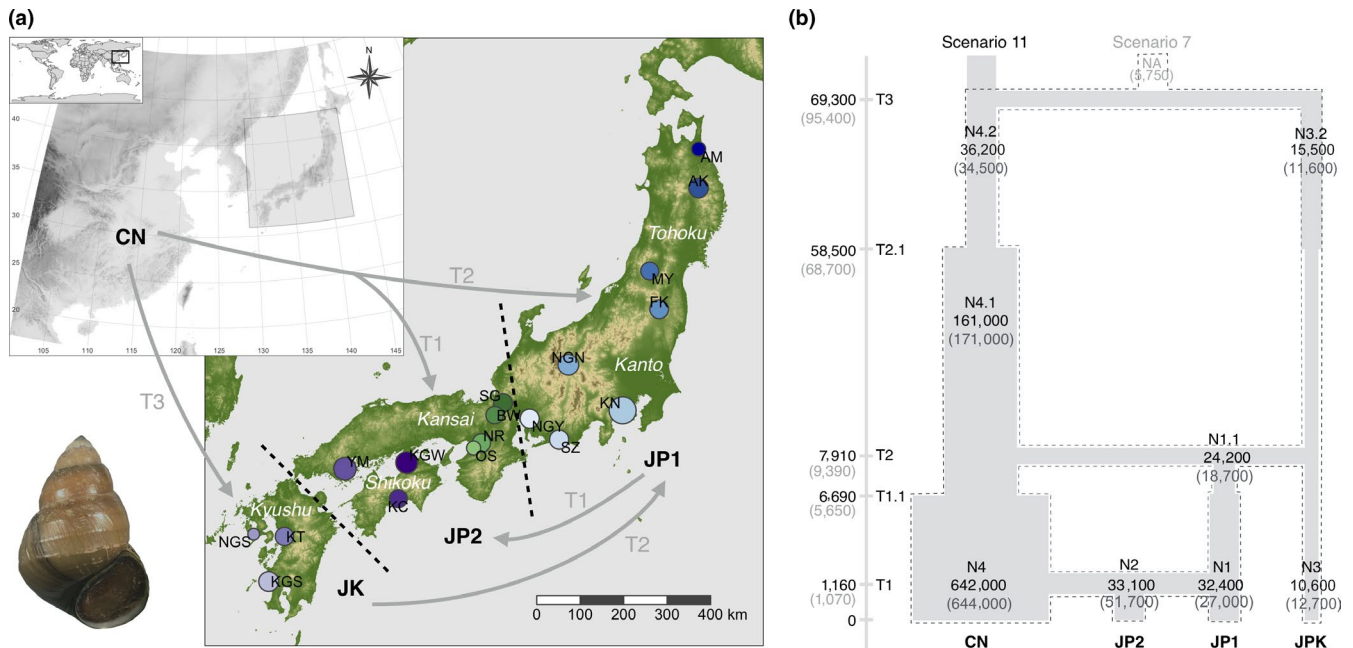 (a)
N
40
35
30
25
20
105
110
115
120
125
130
135
140
145
CN
T2
T1
T3
AM
AK
Tohoku
MY
FK
NGN
Kanto
SG
Kansai
BW
NGY
KN
NR
SZ
OS
JP1
YM
KGW
Shikoku
KC
T1
Kyushu
JP2
T2
NGS
KT
KGS
JK
0 100 200 300 400 km
(b)
Scenario 11
Scenario 7
NA
(5,750)
69,300
T3
(95,400)
N4.2
36,200
(34,500)
N3.2
15,500
(11,600)
58,500
T2.1
(68,700)
N4.1
161,000
(171,000)
7,910
T2
(9,390)
N1.1
24,200
(18,700)
6.690
T1.1
(5,650)
1,160
T1
(1,070)
N4
642,000
(644,000)
N2
33,100
(51,700)
N1
32,400
(27,000)
N3
10,600
(12,700)
0
CN
JP2
JP1
JPK